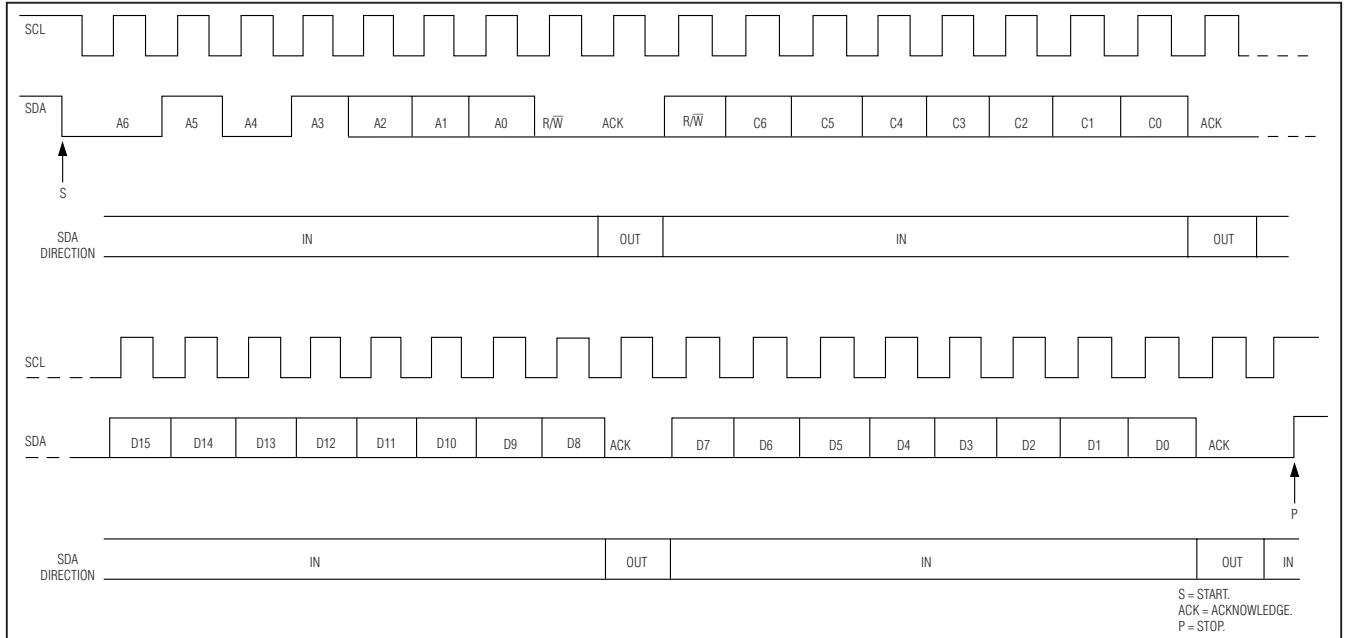 SCL
SDA
A6 A5 A4 A3 A2 A1 A0 R/W̅ ACK R/W̅ C6 C5 C4 C3 C2 C1 C0 ACK
S
SDA
DIRECTION
IN OUT IN OUT
SCL
SDA
D15 D14 D13 D12 D11 D10 D9 D8 ACK D7 D6 D5 D4 D3 D2 D1 D0 ACK
P
SDA
DIRECTION
IN OUT IN OUT IN
S = START.
ACK = ACKNOWLEDGE.
P = STOP.